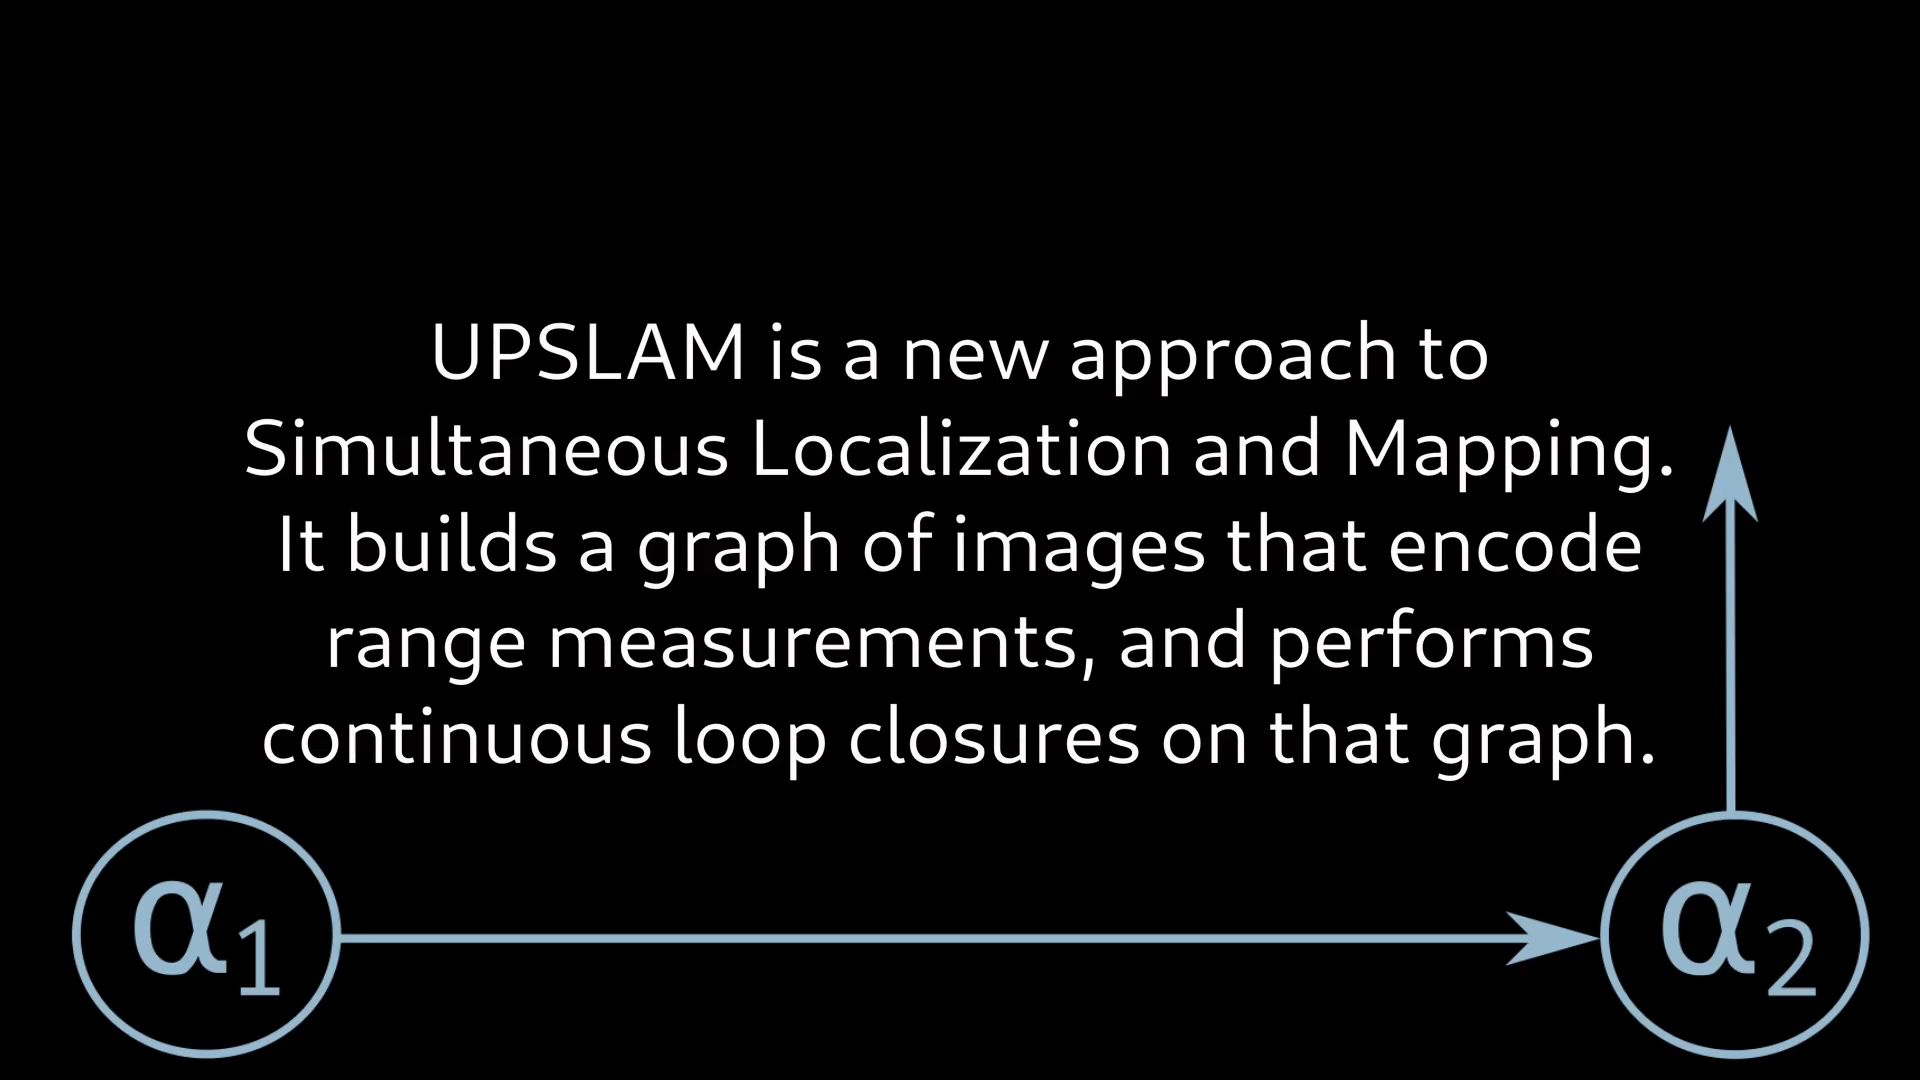 UPSLAM is a new approach to
Simultaneous Localization and Mapping.
It builds a graph of images that encode
range measurements, and performs
continuous loop closures on that graph.
α₁
α₂